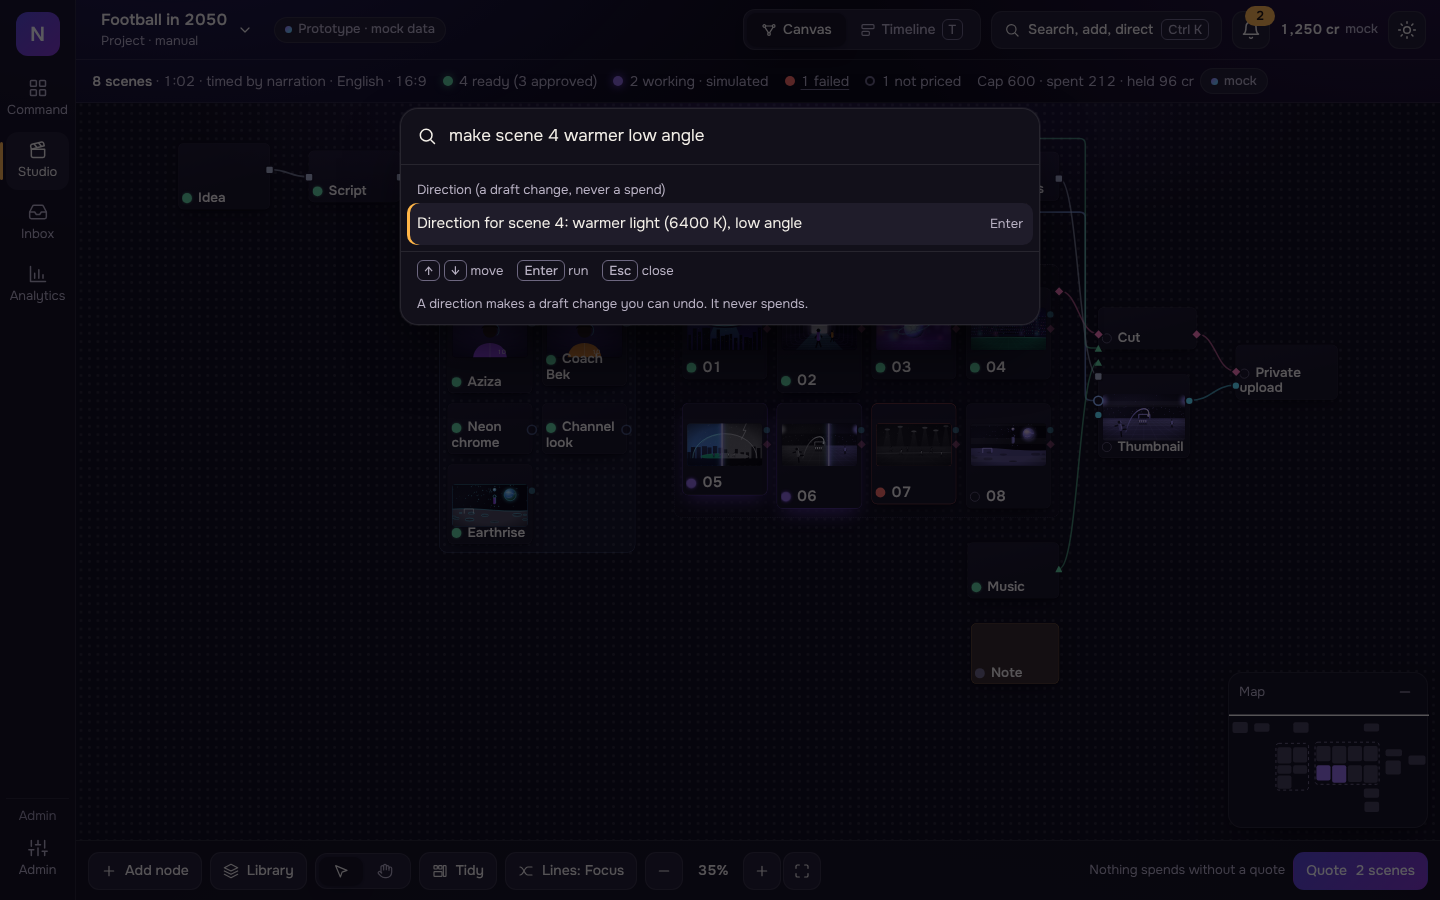 N
Football in 2050
Project · manual
Prototype · mock data
Canvas
Timeline T
Search, add, direct Ctrl K
2
1,250 cr mock
8 scenes · 1:02 · timed by narration · English · 16:9
4 ready (3 approved)
2 working · simulated
1 failed
1 not priced
Cap 600 · spent 212 · held 96 cr
mock
Command
Studio
Inbox
Analytics
make scene 4 warmer low angle
Direction (a draft change, never a spend)
Direction for scene 4: warmer light (6400 K), low angle Enter
↑ ↓ move Enter run Esc close
A direction makes a draft change you can undo. It never spends.
Idea
Script
Aziza
Coach
Bek
Neon
chrome
Channel
look
Earthrise
01
02
03
04
05
06
07
08
Cut
Private
upload
Thumbnail
Music
Note
Map
Admin
Admin
Add node
Library
Tidy
Lines: Focus
35%
Nothing spends without a quote
Quote 2 scenes